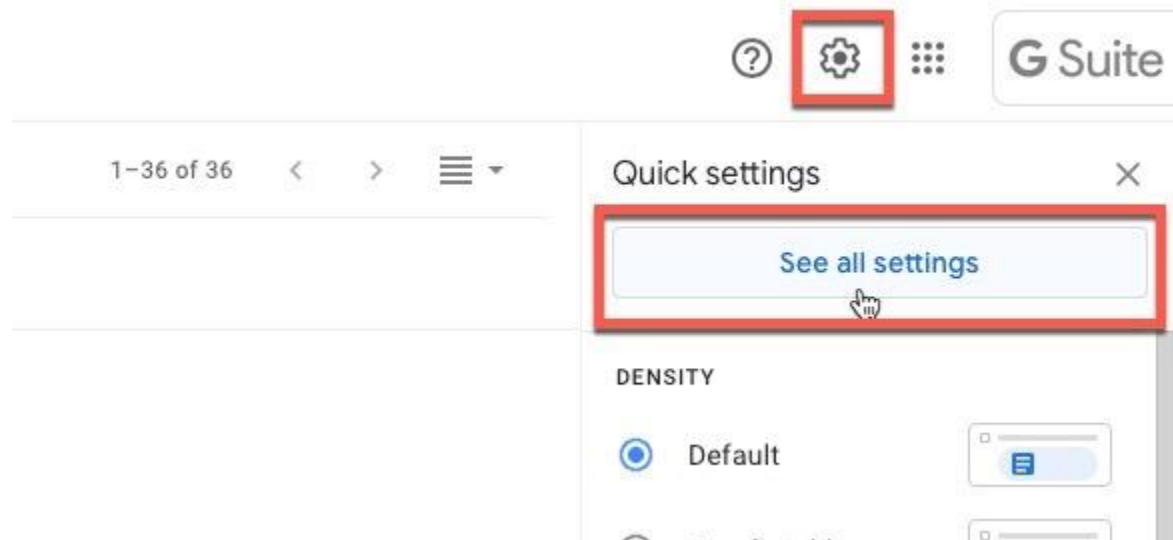 G Suite
1–36 of 36
Quick settings
See all settings
DENSITY
Default